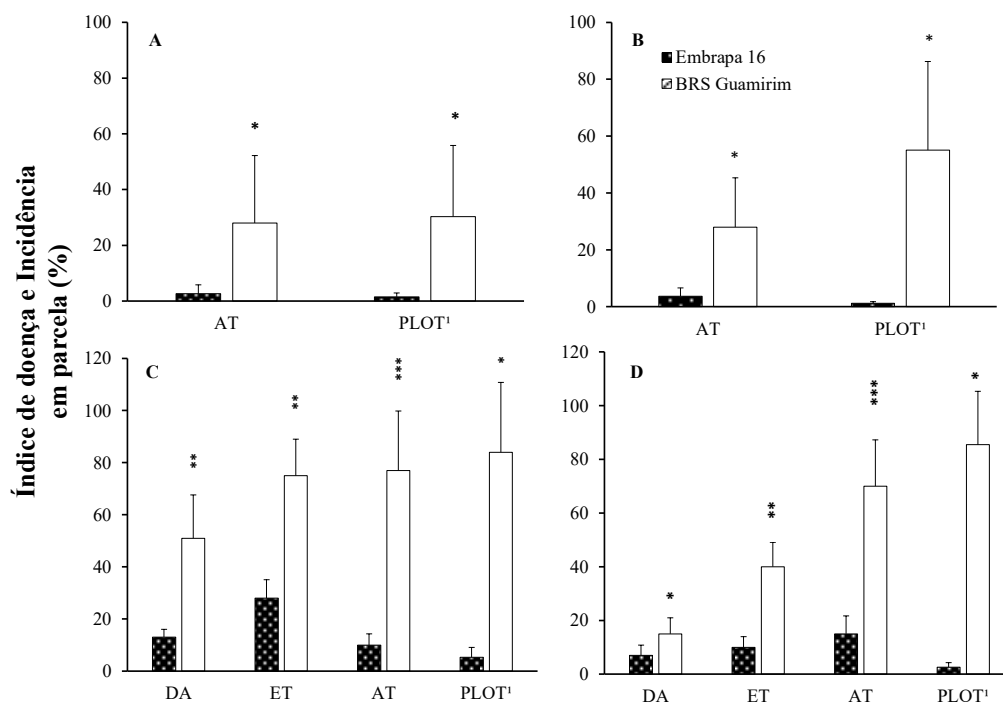 Índice de doença e Incidência
em parcela (%)
A
100
80
60
40
20
0
*
*
AT
PLOT¹
B
100
80
60
40
20
0
Embrapa 16
BRS Guamirim
*
*
AT
PLOT¹
C
120
100
80
60
40
20
0
**
**
***
*
DA
ET
AT
PLOT¹
D
120
100
80
60
40
20
0
*
**
***
*
DA
ET
AT
PLOT¹